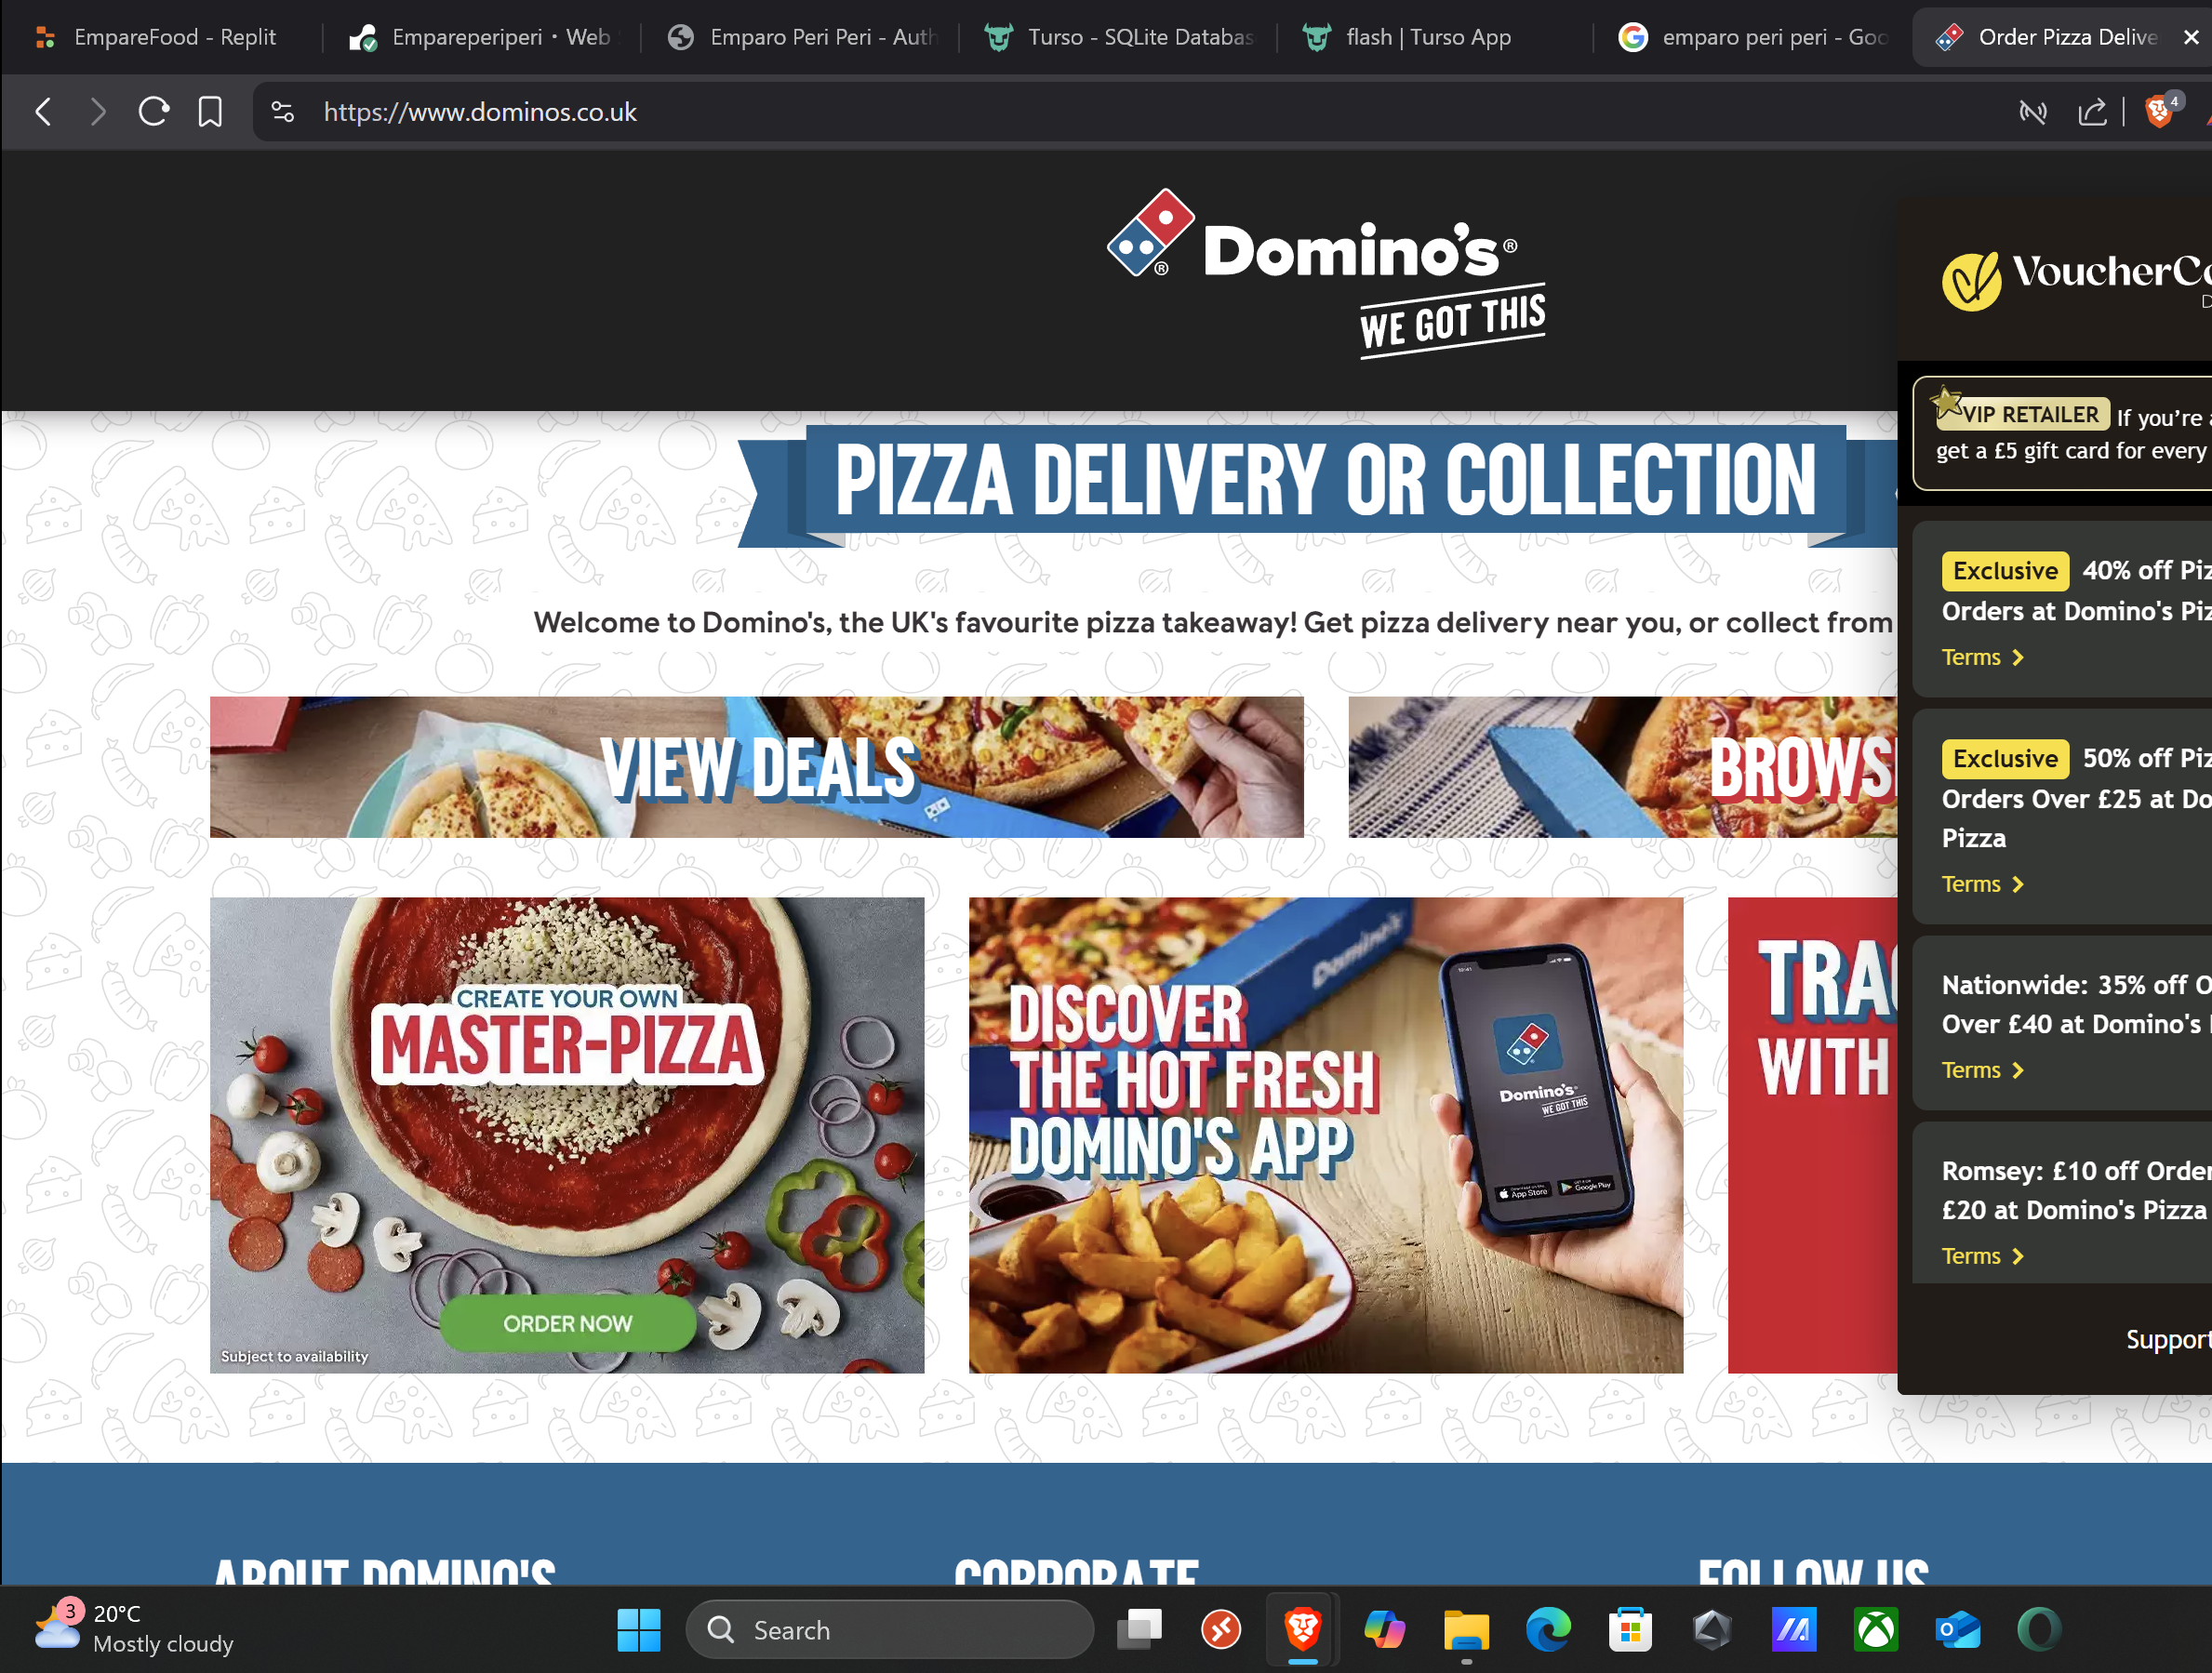 EmpareFood - Replit
Empareperiperi • Web
Emparo Peri Peri - Auth
Turso - SQLite Databas
flash | Turso App
emparo peri peri - Goo
Order Pizza Delive
https://www.dominos.co.uk
4
Domino's®
®
WE GOT THIS
VoucherCo
D
VIP RETAILER If you're a
get a £5 gift card for every
PIZZA DELIVERY OR COLLECTION
Exclusive 40% off Piz
Orders at Domino's Piz
Terms
Welcome to Domino's, the UK's favourite pizza takeaway! Get pizza delivery near you, or collect from
VIEW DEALS
BROWS
Exclusive 50% off Piz
Orders Over £25 at Do
Pizza
Terms
CREATE YOUR OWN
MASTER-PIZZA
ORDER NOW
Subject to availability
Domino's
DISCOVER
THE HOT FRESH
DOMINO'S APP
10:41
Domino's
WE GOT THIS
App Store
Google Play
TRAC
WITH
Nationwide: 35% off O
Over £40 at Domino's
Terms
Romsey: £10 off Order
£20 at Domino's Pizza
Terms
Support
ABOUT DOMINO'S
CORPORATE
FOLLOW US
3
20°C
Mostly cloudy
Search